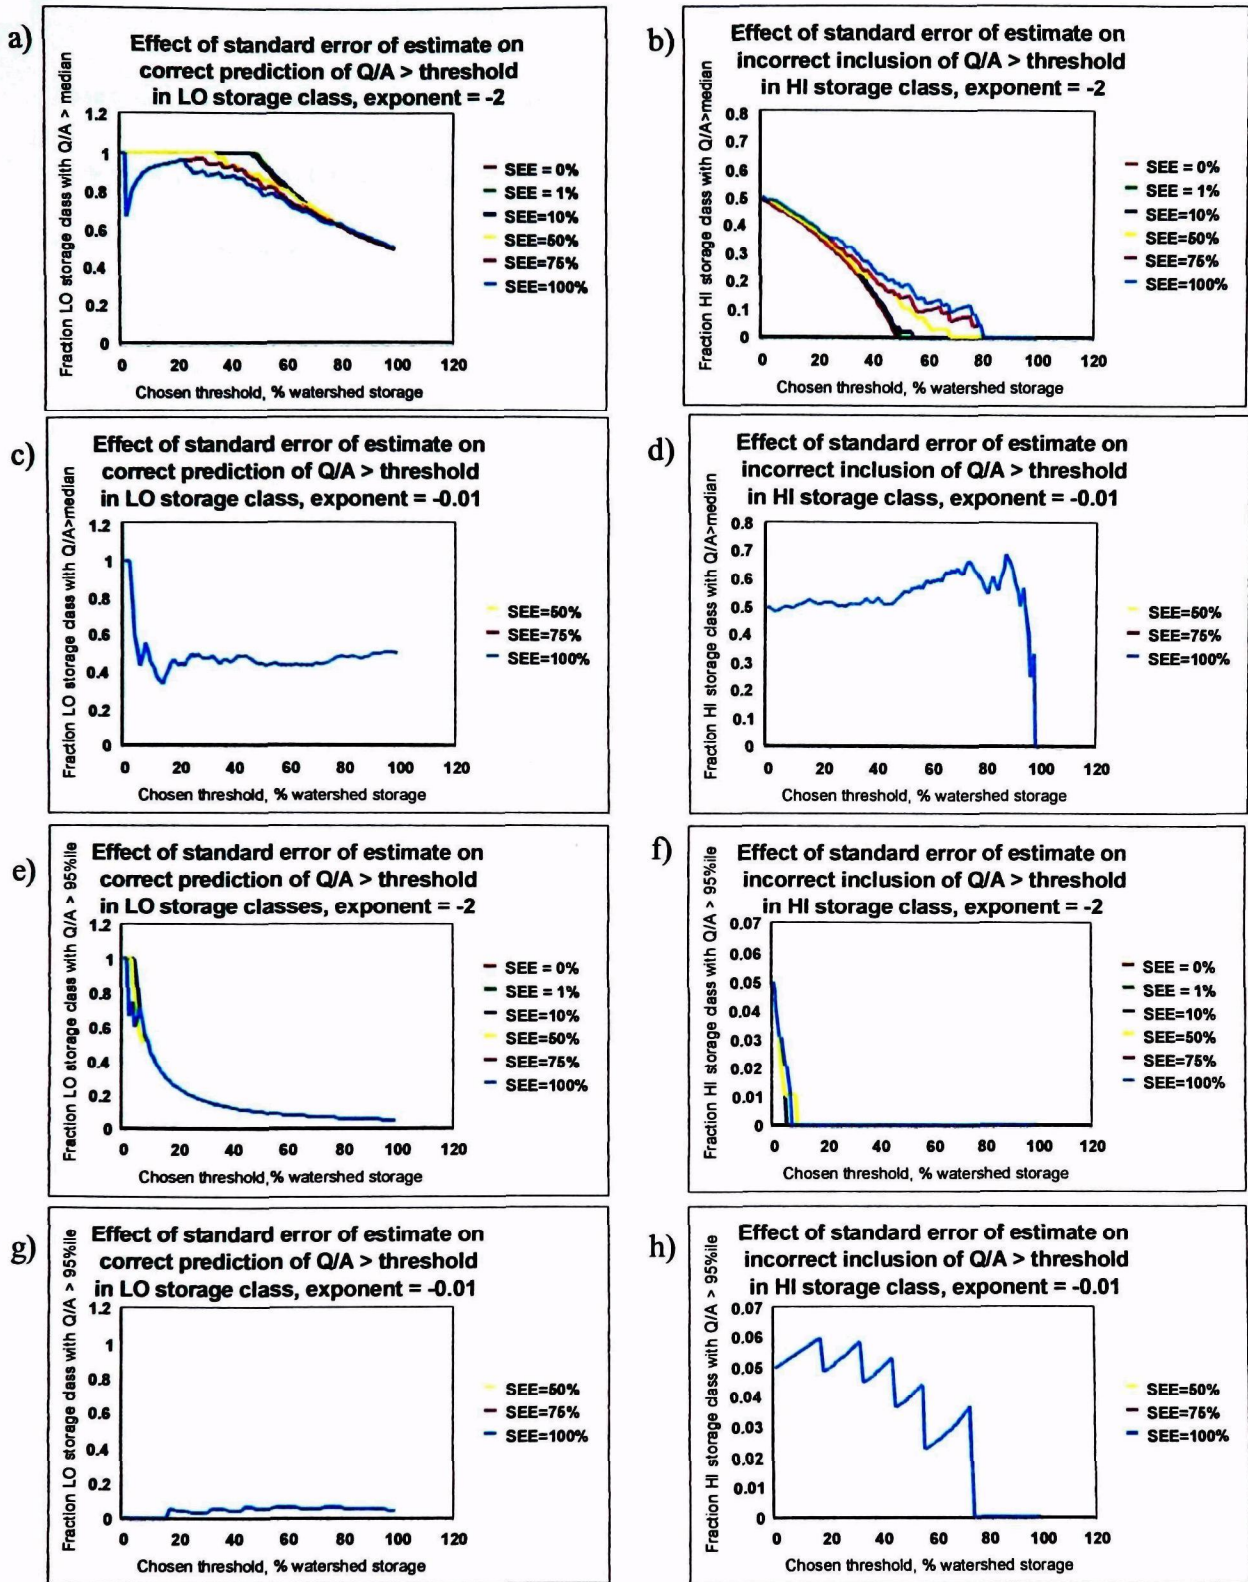 a)
Effect of standard error of estimate on
correct prediction of Q/A > threshold
in LO storage class, exponent = -2
Fraction LO storage class with Q/A > median
1.2
1
0.8
0.6
0.4
0.2
0
0 20 40 60 80 100 120
Chosen threshold, % watershed storage
SEE = 0%
SEE = 1%
SEE=10%
SEE=50%
SEE=75%
SEE=100%
b)
Effect of standard error of estimate on
incorrect inclusion of Q/A > threshold
in HI storage class, exponent = -2
Fraction HI storage class with Q/A>median
0.8
0.7
0.6
0.5
0.4
0.3
0.2
0.1
0
0 20 40 60 80 100 120
Chosen threshold, % watershed storage
SEE = 0%
SEE = 1%
SEE=10%
SEE=50%
SEE=75%
SEE=100%
c)
Effect of standard error of estimate on
correct prediction of Q/A > threshold
in LO storage class, exponent = -0.01
Fraction LO storage class with Q/A>median
1.2
1
0.8
0.6
0.4
0.2
0
0 20 40 60 80 100 120
Chosen threshold, % watershed storage
SEE=50%
SEE=75%
SEE=100%
d)
Effect of standard error of estimate on
incorrect inclusion of Q/A > threshold
in HI storage class, exponent = -0.01
Fraction HI storage class with Q/A>median
0.8
0.7
0.6
0.5
0.4
0.3
0.2
0.1
0
0 20 40 60 80 100 120
Chosen threshold, % watershed storage
SEE=50%
SEE=75%
SEE=100%
e)
Effect of standard error of estimate on
correct prediction of Q/A > threshold
in LO storage classes, exponent = -2
Fraction LO storage class with Q/A > 95%ile
1.2
1
0.8
0.6
0.4
0.2
0
0 20 40 60 80 100 120
Chosen threshold, % watershed storage
SEE = 0%
SEE = 1%
SEE=10%
SEE=50%
SEE=75%
SEE=100%
f)
Effect of standard error of estimate on
incorrect inclusion of Q/A > threshold
in HI storage class, exponent = -2
Fraction HI storage class with Q/A > 95%ile
0.07
0.06
0.05
0.04
0.03
0.02
0.01
0
0 20 40 60 80 100 120
Chosen threshold, % watershed storage
SEE = 0%
SEE = 1%
SEE=10%
SEE=50%
SEE=75%
SEE=100%
g)
Effect of standard error of estimate on
correct prediction of Q/A > threshold
in LO storage class, exponent = -0.01
Fraction LO storage class with Q/A > 95%ile
1.2
1
0.8
0.6
0.4
0.2
0
0 20 40 60 80 100 120
Chosen threshold, % watershed storage
SEE=50%
SEE=75%
SEE=100%
h)
Effect of standard error of estimate on
incorrect inclusion of Q/A > threshold
in HI storage class, exponent = -0.01
Fraction HI storage class with Q/A > 95%ile
0.07
0.06
0.05
0.04
0.03
0.02
0.01
0
0 20 40 60 80 100 120
Chosen threshold, % watershed storage
SEE=50%
SEE=75%
SEE=100%